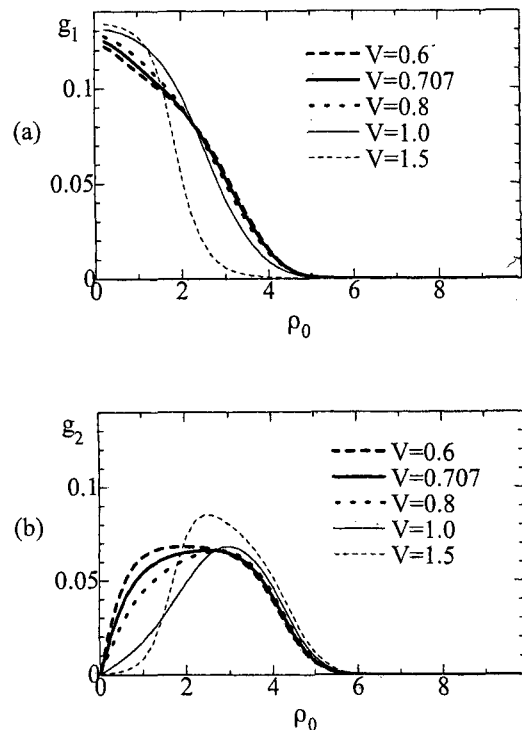 g₁
0.1
0.05
0
(a)
V=0.6
V=0.707
V=0.8
V=1.0
V=1.5
0 2 4 6 8
ρ₀
g₂
0.1
0.05
0
(b)
V=0.6
V=0.707
V=0.8
V=1.0
V=1.5
0 2 4 6 8
ρ₀